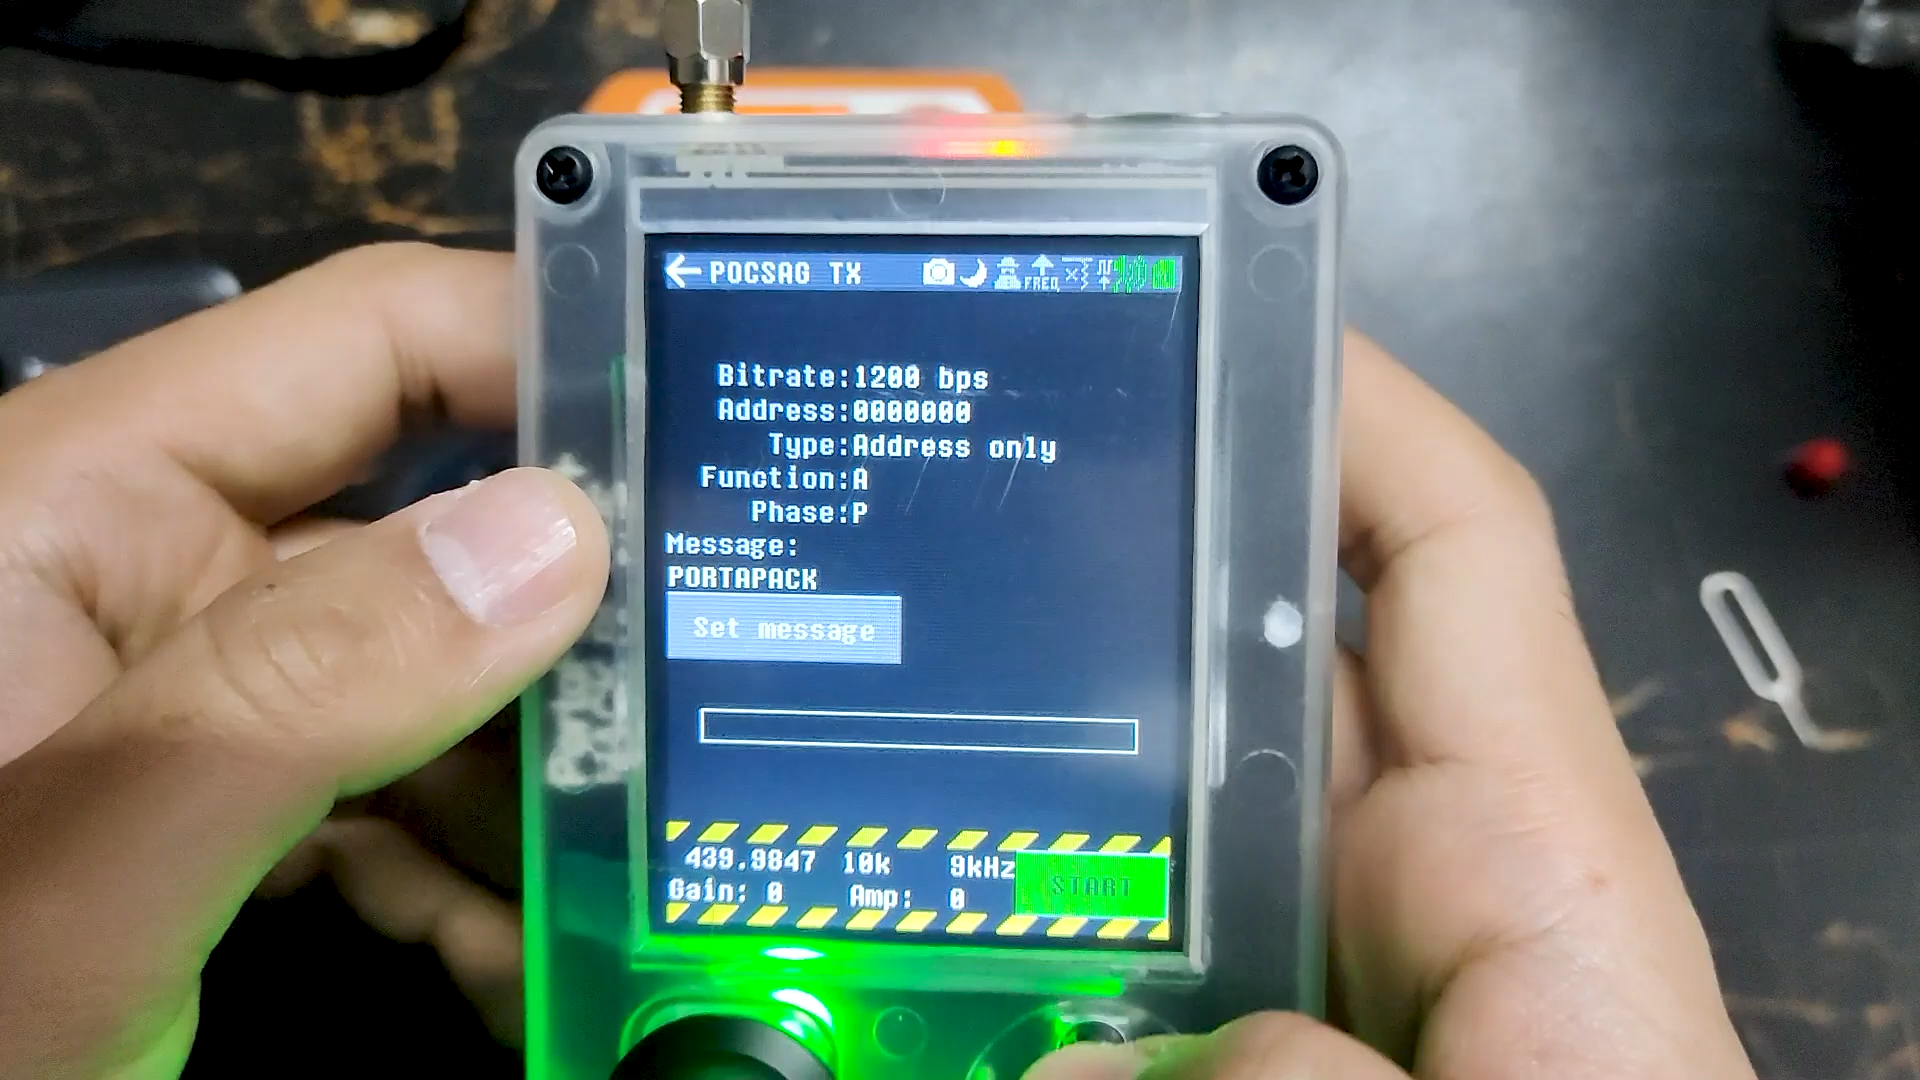 POCSAG TX
FREQ
Bitrate:1200 bps
Address:0000000
Type:Address only
Function:A
Phase:P
Message:
PORTAPACK
Set message
439.9847 10k 9kHz
Gain: 0 Amp: 0
START